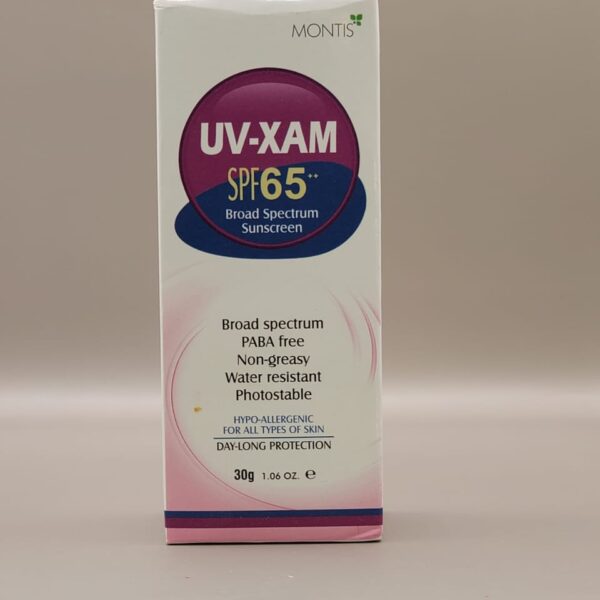 MONTIS
UV-XAM
SPF65++
Broad Spectrum
Sunscreen
Broad spectrum
PABA free
Non-greasy
Water resistant
Photostable
HYPO-ALLERGENIC
FOR ALL TYPES OF SKIN
DAY-LONG PROTECTION
30g 1.06 OZ. ℮